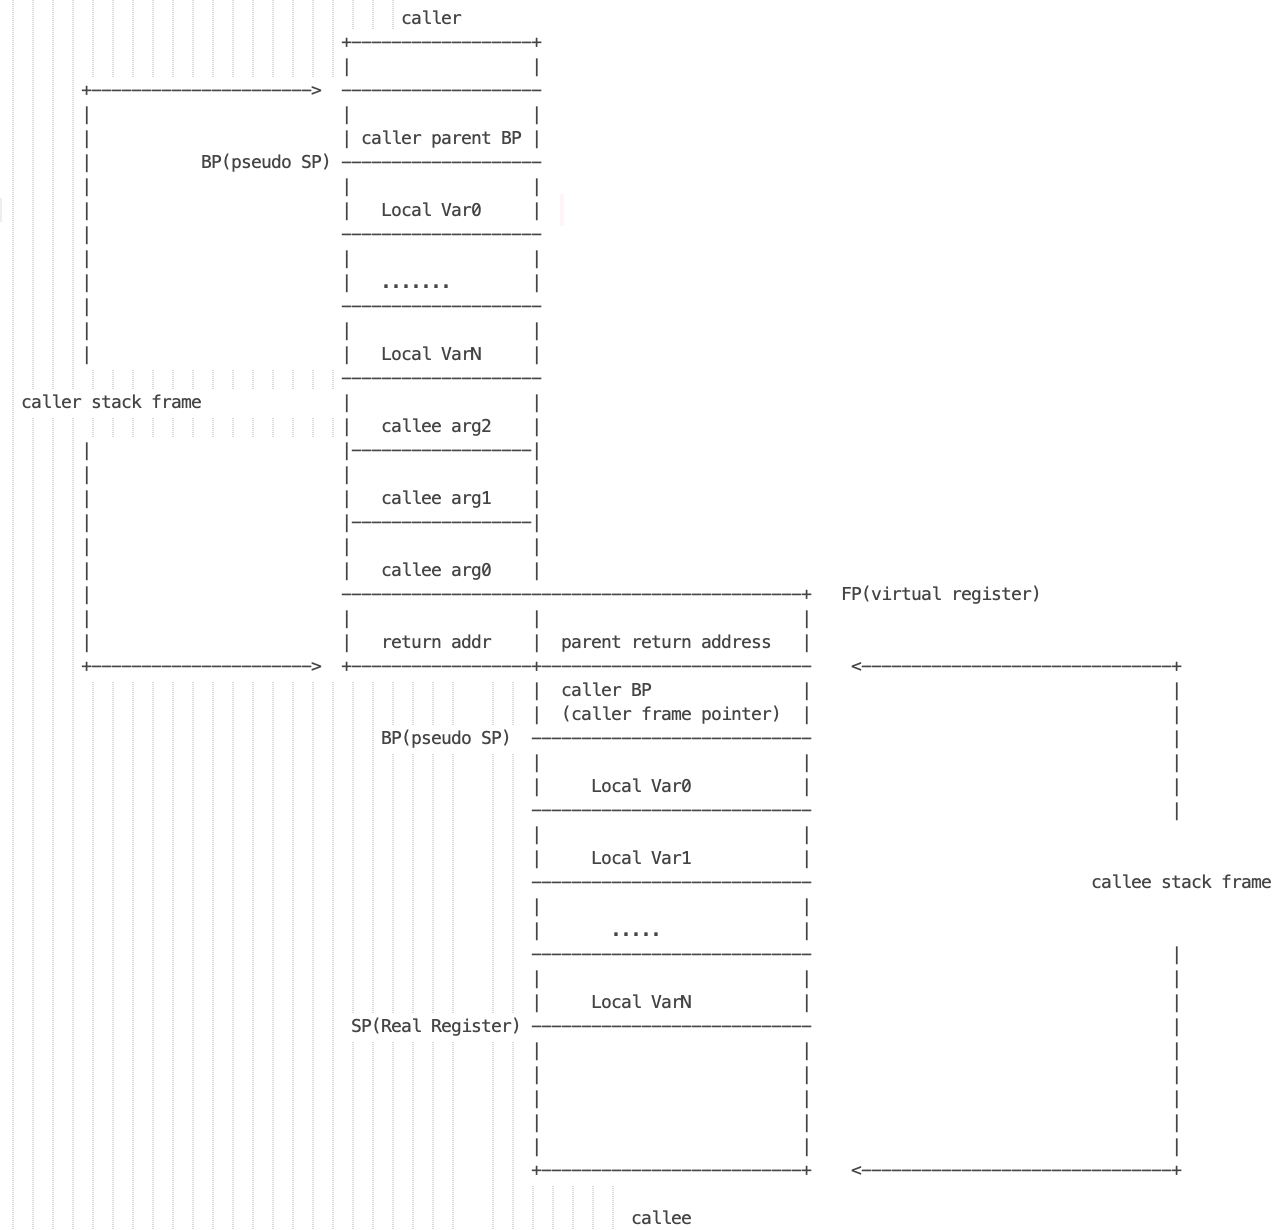 caller
caller parent BP
BP(pseudo SP)
Local Var0
.......
Local VarN
caller stack frame
callee arg2
callee arg1
callee arg0
FP(virtual register)
return addr parent return address
caller BP
(caller frame pointer)
BP(pseudo SP)
Local Var0
Local Var1
callee stack frame
.....
Local VarN
SP(Real Register)
callee